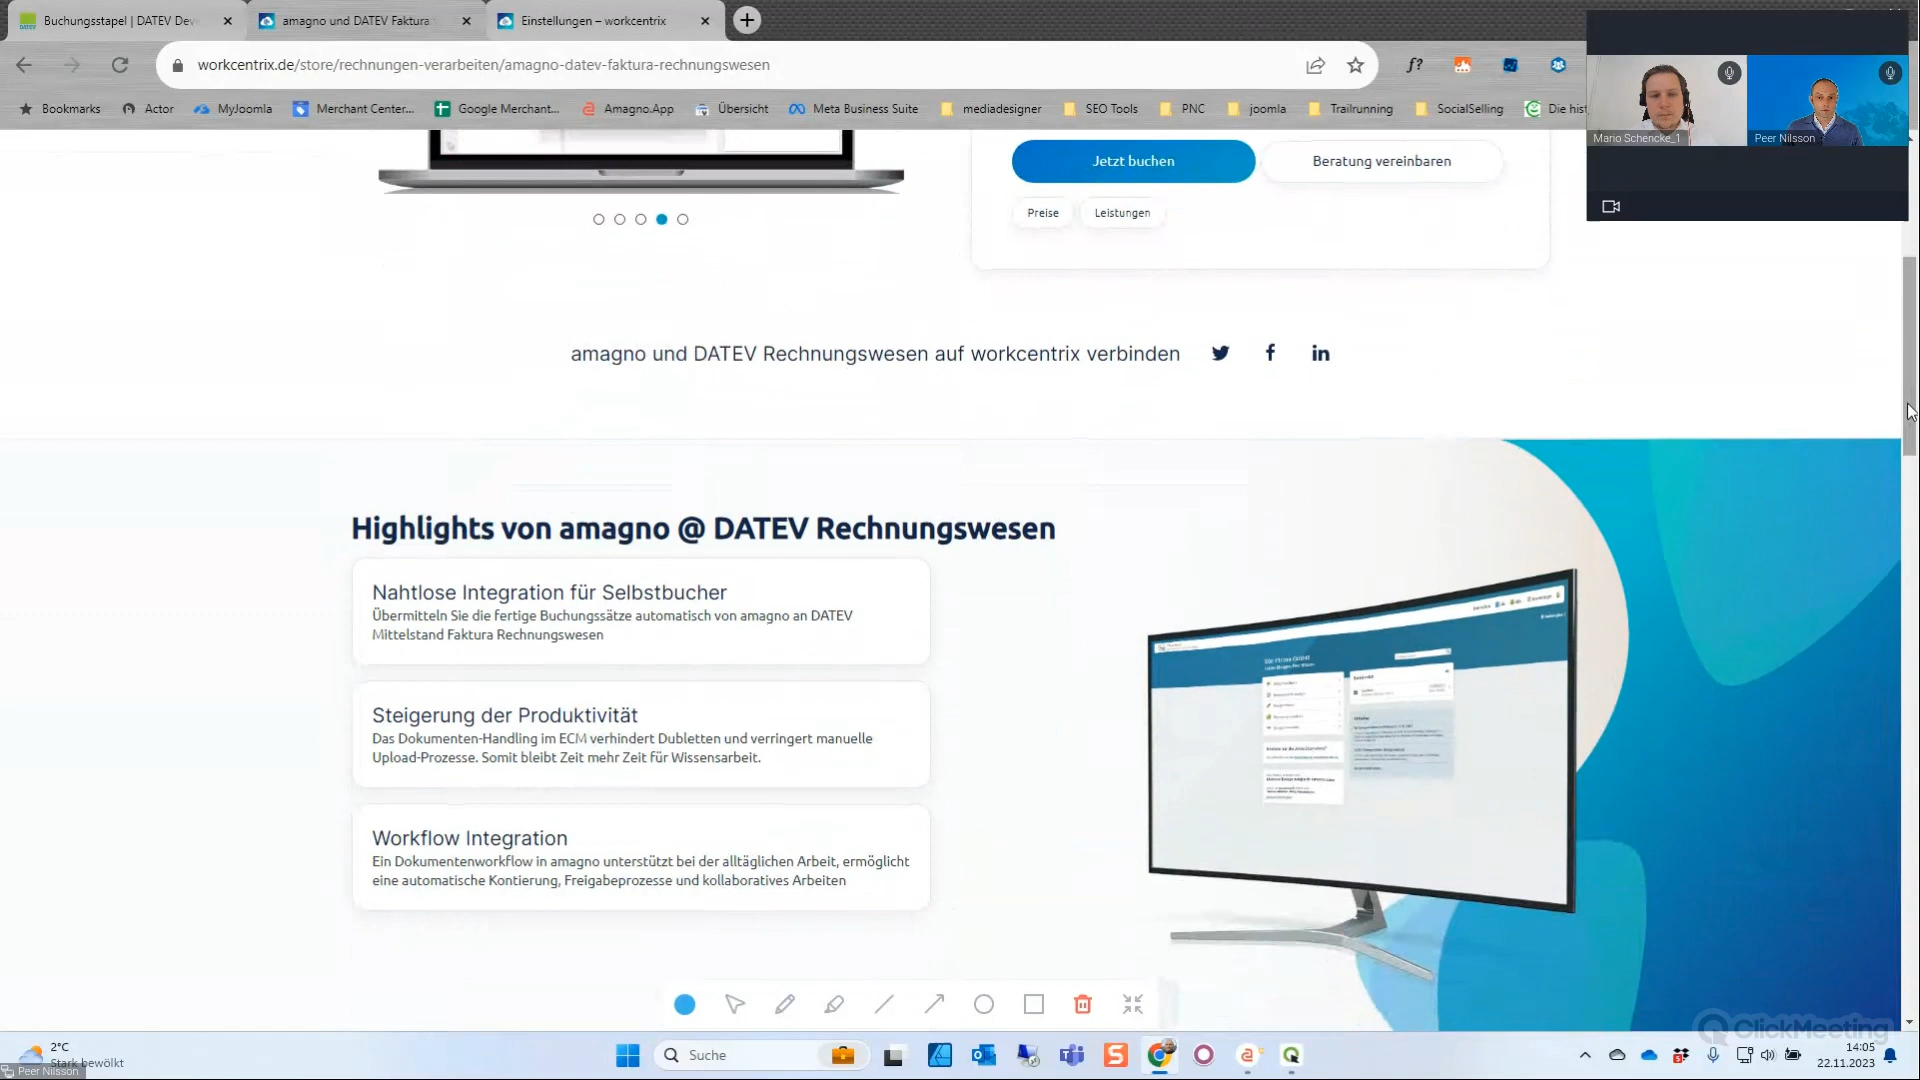 Buchungsstapel | DATEV Dev
amagno und DATEV Faktura
Einstellungen – workcentrix
workcentrix.de/store/rechnungen-verarbeiten/amagno-datev-faktura-rechnungswesen
f?
Bookmarks
Actor
MyJoomla
Merchant Center...
Google Merchant...
Amagno.App
Übersicht
Meta Business Suite
mediadesigner
SEO Tools
PNC
joomla
Trailrunning
SocialSelling
Die hist
Mario Schencke_1
Peer Nilsson
Jetzt buchen
Beratung vereinbaren
Preise
Leistungen
amagno und DATEV Rechnungswesen auf workcentrix verbinden
Highlights von amagno @ DATEV Rechnungswesen
Nahtlose Integration für Selbstbucher
Übermitteln Sie die fertige Buchungssätze automatisch von amagno an DATEV
Mittelstand Faktura Rechnungswesen
Steigerung der Produktivität
Das Dokumenten-Handling im ECM verhindert Dubletten und verringert manuelle
Upload-Prozesse. Somit bleibt Zeit mehr Zeit für Wissensarbeit.
Workflow Integration
Ein Dokumentenworkflow in amagno unterstützt bei der alltäglichen Arbeit, ermöglicht
eine automatische Kontierung, Freigabeprozesse und kollaboratives Arbeiten
ClickMeeting
2°C
Stark bewölkt
Peer Nilsson
Suche
14:05
22.11.2023